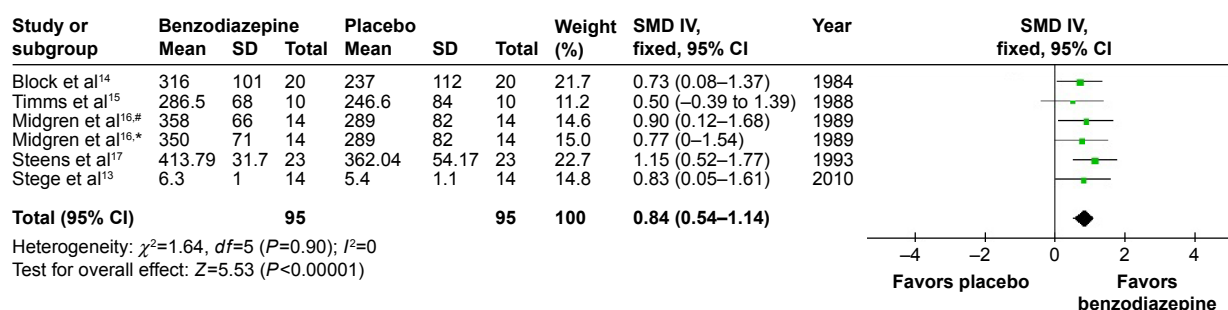 Study or subgroup Benzodiazepine Placebo Weight (%) SMD IV, fixed, 95% CI Year SMD IV, fixed, 95% CI
Mean SD Total Mean SD Total
Block et al14 316 101 20 237 112 20 21.7 0.73 (0.08–1.37) 1984
Timms et al15 286.5 68 10 246.6 84 10 11.2 0.50 (–0.39 to 1.39) 1988
Midgren et al16,# 358 66 14 289 82 14 14.6 0.90 (0.12–1.68) 1989
Midgren et al16,* 350 71 14 289 82 14 15.0 0.77 (0–1.54) 1989
Steens et al17 413.79 31.7 23 362.04 54.17 23 22.7 1.15 (0.52–1.77) 1993
Stege et al13 6.3 1 14 5.4 1.1 14 14.8 0.83 (0.05–1.61) 2010
Total (95% CI) 95 95 100 0.84 (0.54–1.14)
Heterogeneity: χ²=1.64, df=5 (P=0.90); I²=0
Test for overall effect: Z=5.53 (P<0.00001)
–4 –2 0 2 4
Favors placebo Favors benzodiazepine